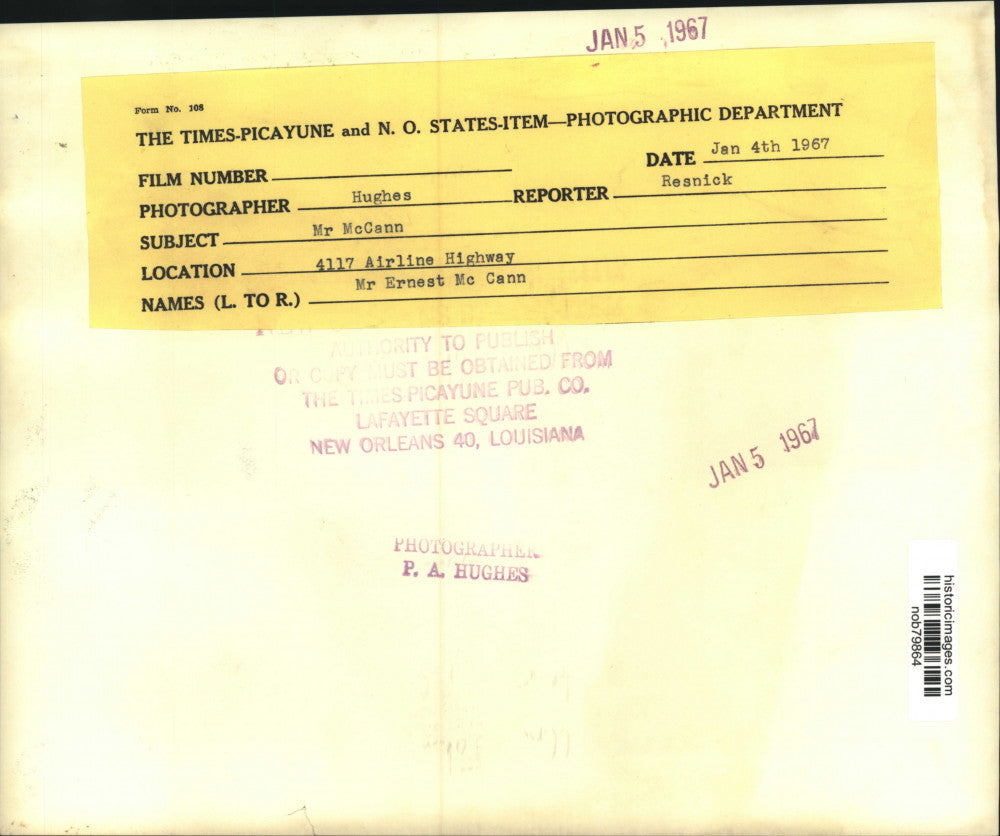 JAN 5 1967
Form No. 108
THE TIMES-PICAYUNE and N. O. STATES-ITEM—PHOTOGRAPHIC DEPARTMENT
FILM NUMBER DATE Jan 4th 1967
PHOTOGRAPHER Hughes REPORTER Resnick
SUBJECT Mr McCann
LOCATION 4117 Airline Highway
NAMES (L. TO R.) Mr Ernest Mc Cann
AUTHORITY TO PUBLISH
OR COPY MUST BE OBTAINED FROM
THE TIMES-PICAYUNE PUB. CO.
LAFAYETTE SQUARE
NEW ORLEANS 40, LOUISIANA
JAN 5 1967
PHOTOGRAPHER
P. A. HUGHES
historicimages.com
nob79864